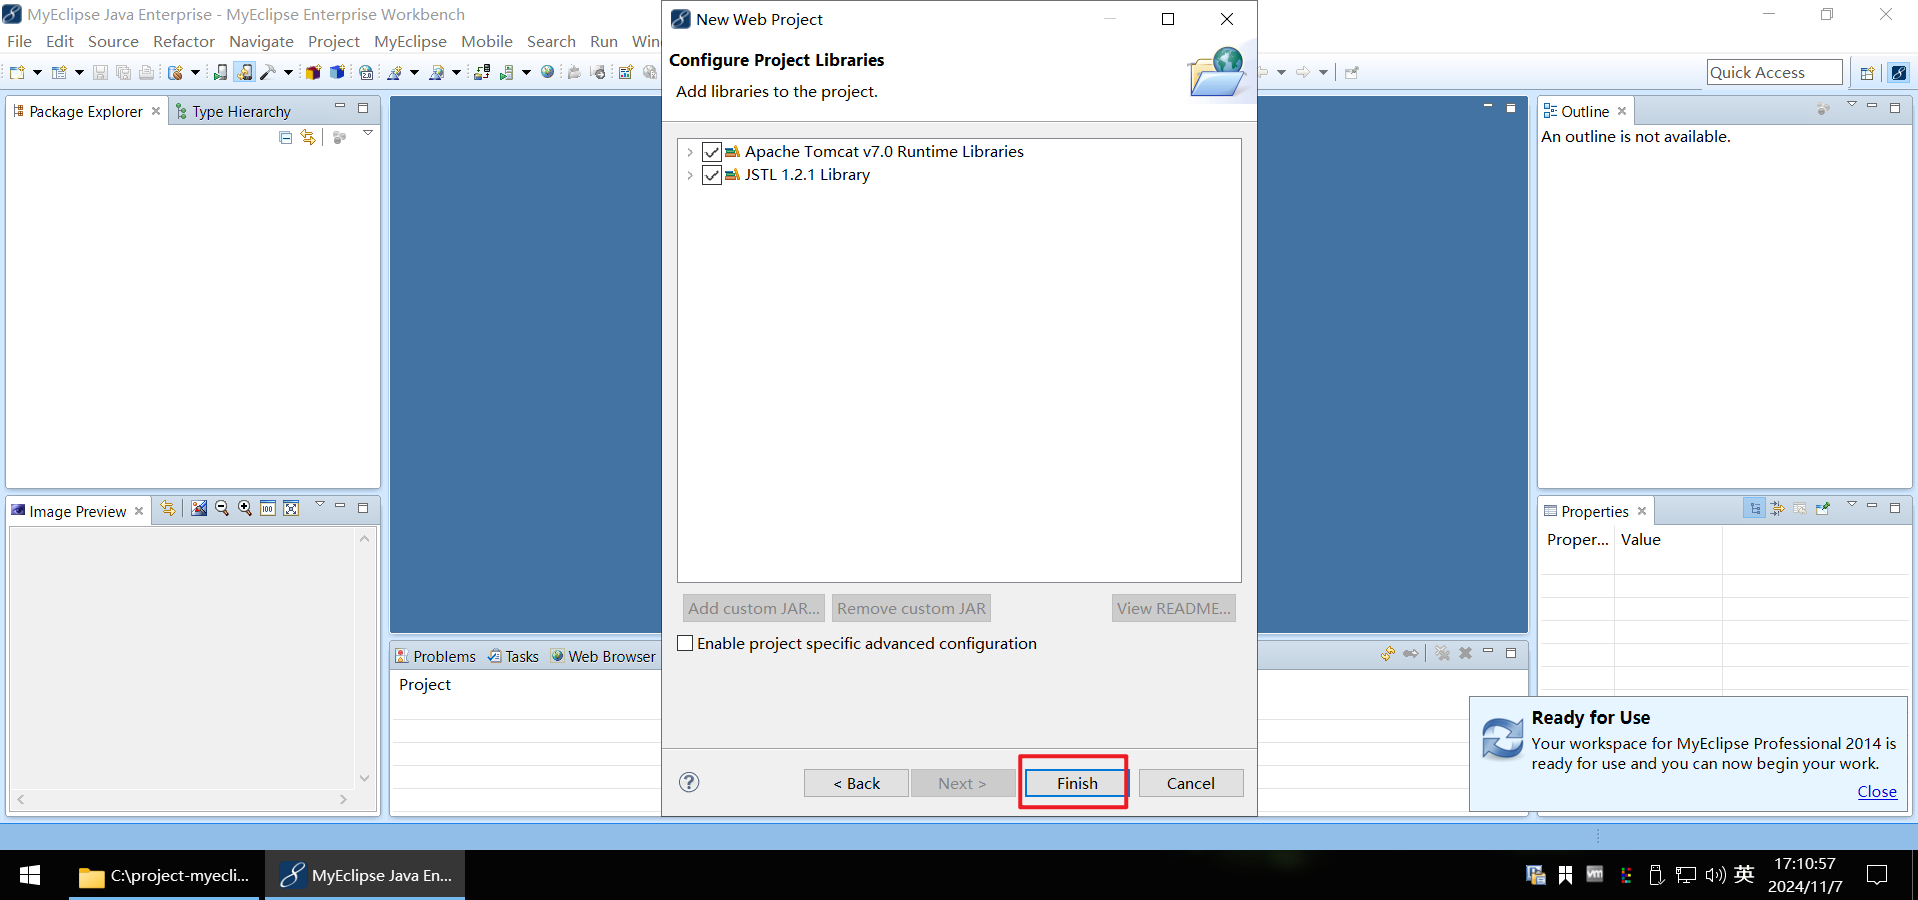 MyEclipse Java Enterprise - MyEclipse Enterprise Workbench
File Edit Source Refactor Navigate Project MyEclipse Mobile Search Run Win
Quick Access
Package Explorer
Type Hierarchy
New Web Project
Configure Project Libraries
Add libraries to the project.
Apache Tomcat v7.0 Runtime Libraries
JSTL 1.2.1 Library
Add custom JAR... Remove custom JAR View README...
Enable project specific advanced configuration
< Back Next > Finish Cancel
Outline
An outline is not available.
Image Preview
Properties
Proper... Value
Problems Tasks Web Browser
Project
Ready for Use
Your workspace for MyEclipse Professional 2014 is
ready for use and you can now begin your work.
Close
C:\project-myecli...
MyEclipse Java En...
英
17:10:57
2024/11/7